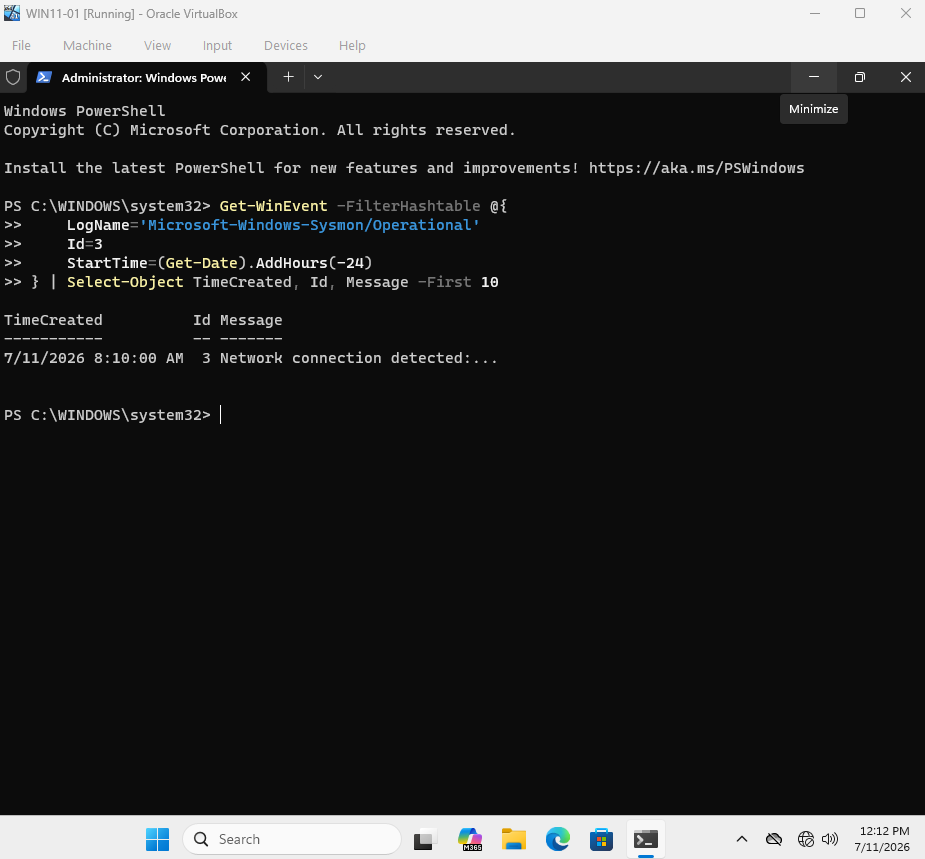 WIN11-01 [Running] - Oracle VirtualBox
File Machine View Input Devices Help
Administrator: Windows Powe
Minimize
Windows PowerShell
Copyright (C) Microsoft Corporation. All rights reserved.
Install the latest PowerShell for new features and improvements! https://aka.ms/PSWindows
PS C:\WINDOWS\system32> Get-WinEvent -FilterHashtable @{
>>     LogName='Microsoft-Windows-Sysmon/Operational'
>>     Id=3
>>     StartTime=(Get-Date).AddHours(-24)
>> } | Select-Object TimeCreated, Id, Message -First 10
TimeCreated          Id Message
-----------          -- -------
7/11/2026 8:10:00 AM  3 Network connection detected:...
PS C:\WINDOWS\system32>
Search
M365
12:12 PM
7/11/2026